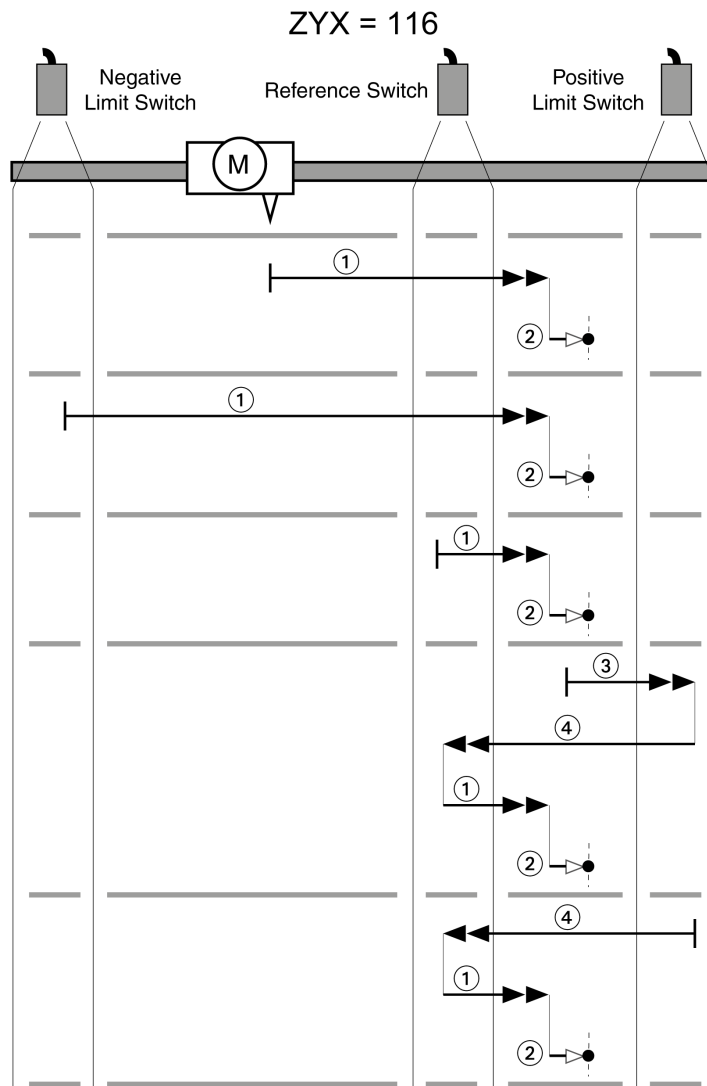 ZYX = 116
Negative
Limit Switch
Reference Switch
Positive
Limit Switch
M
①
②
①
②
①
②
③
④
①
②
④
①
②